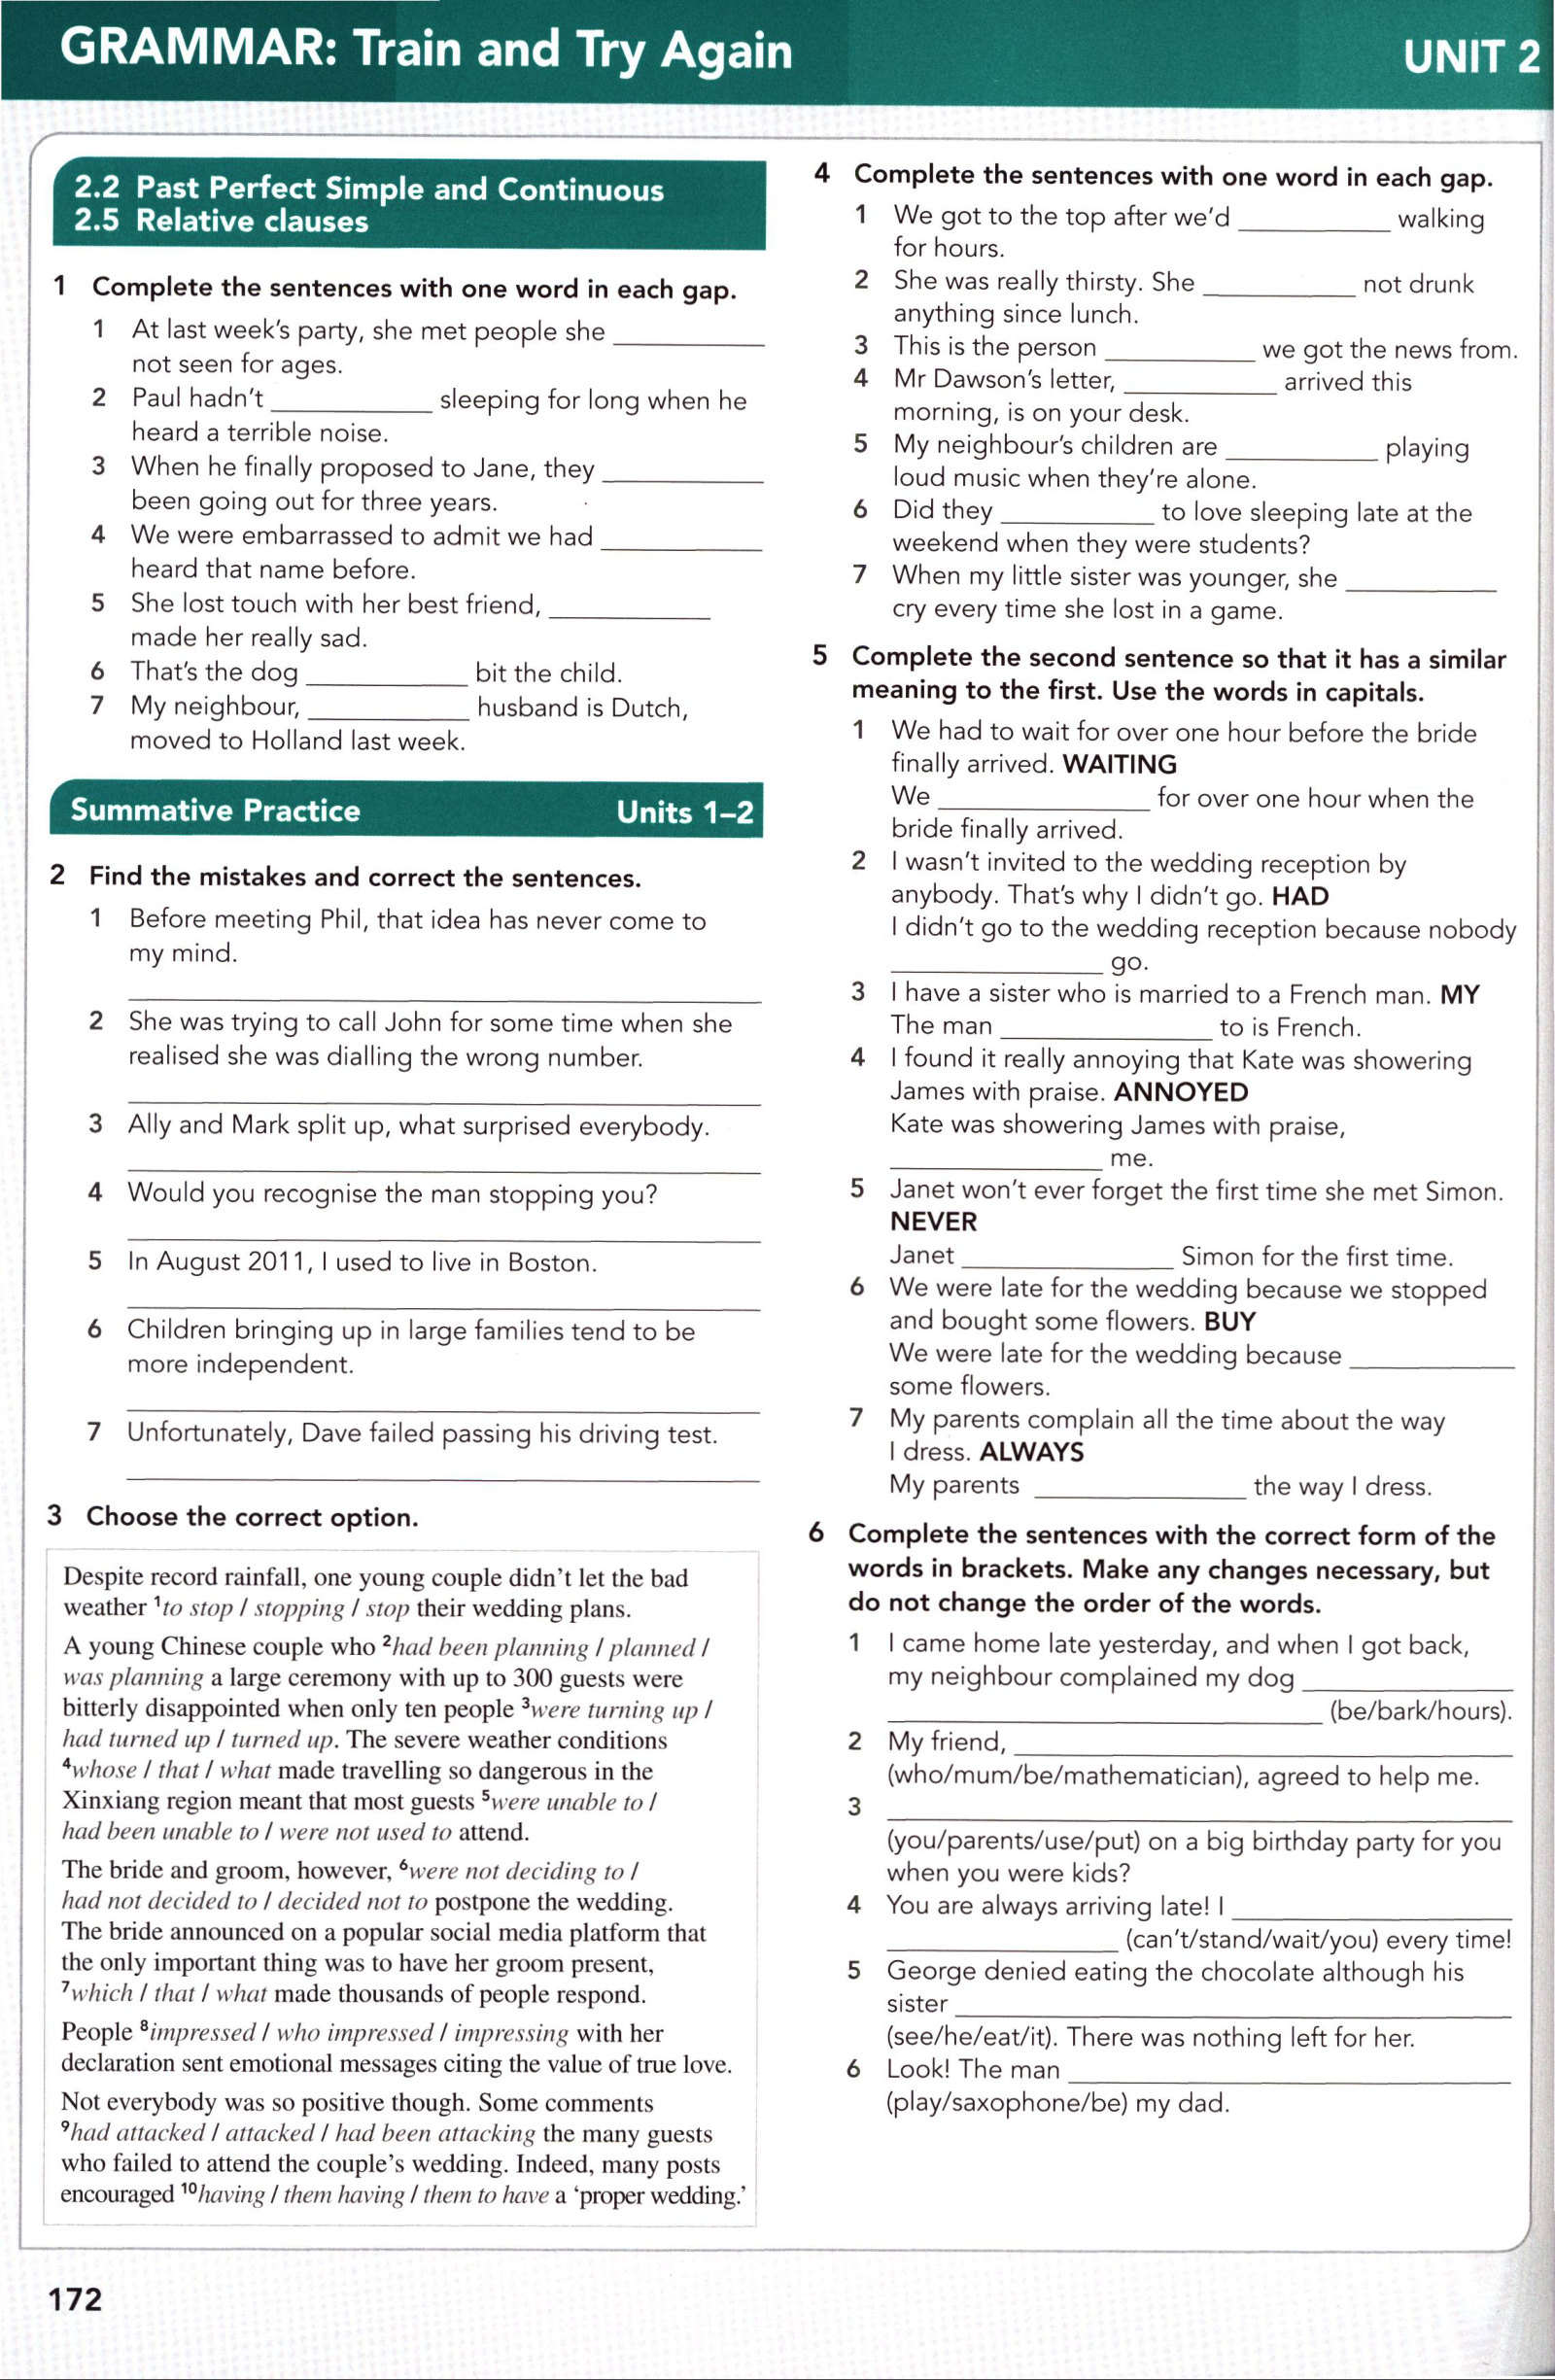 GRAMMAR: Train and Try Again
UNIT 2
2.2 Past Perfect Simple and Continuous
2.5 Relative clauses
1 Complete the sentences with one word in each gap.
1 At last week's party, she met people she ____________
not seen for ages.
2 Paul hadn't ____________ sleeping for long when he
heard a terrible noise.
3 When he finally proposed to Jane, they ____________
been going out for three years.
4 We were embarrassed to admit we had ____________
heard that name before.
5 She lost touch with her best friend, ____________
made her really sad.
6 That's the dog ____________ bit the child.
7 My neighbour, ____________ husband is Dutch,
moved to Holland last week.
Summative Practice Units 1–2
2 Find the mistakes and correct the sentences.
1 Before meeting Phil, that idea has never come to
my mind.
2 She was trying to call John for some time when she
realised she was dialling the wrong number.
3 Ally and Mark split up, what surprised everybody.
4 Would you recognise the man stopping you?
5 In August 2011, I used to live in Boston.
6 Children bringing up in large families tend to be
more independent.
7 Unfortunately, Dave failed passing his driving test.
3 Choose the correct option.
Despite record rainfall, one young couple didn't let the bad
weather ¹to stop / stopping / stop their wedding plans.
A young Chinese couple who ²had been planning / planned /
was planning a large ceremony with up to 300 guests were
bitterly disappointed when only ten people ³were turning up /
had turned up / turned up. The severe weather conditions
⁴whose / that / what made travelling so dangerous in the
Xinxiang region meant that most guests ⁵were unable to /
had been unable to / were not used to attend.
The bride and groom, however, ⁶were not deciding to /
had not decided to / decided not to postpone the wedding.
The bride announced on a popular social media platform that
the only important thing was to have her groom present,
⁷which / that / what made thousands of people respond.
People ⁸impressed / who impressed / impressing with her
declaration sent emotional messages citing the value of true love.
Not everybody was so positive though. Some comments
⁹had attacked / attacked / had been attacking the many guests
who failed to attend the couple's wedding. Indeed, many posts
encouraged ¹⁰having / them having / them to have a 'proper wedding.'
4 Complete the sentences with one word in each gap.
1 We got to the top after we'd ____________ walking
for hours.
2 She was really thirsty. She ____________ not drunk
anything since lunch.
3 This is the person ____________ we got the news from.
4 Mr Dawson's letter, ____________ arrived this
morning, is on your desk.
5 My neighbour's children are ____________ playing
loud music when they're alone.
6 Did they ____________ to love sleeping late at the
weekend when they were students?
7 When my little sister was younger, she ____________
cry every time she lost in a game.
5 Complete the second sentence so that it has a similar
meaning to the first. Use the words in capitals.
1 We had to wait for over one hour before the bride
finally arrived. WAITING
We ________________ for over one hour when the
bride finally arrived.
2 I wasn't invited to the wedding reception by
anybody. That's why I didn't go. HAD
I didn't go to the wedding reception because nobody
________________ go.
3 I have a sister who is married to a French man. MY
The man ________________ to is French.
4 I found it really annoying that Kate was showering
James with praise. ANNOYED
Kate was showering James with praise,
________________ me.
5 Janet won't ever forget the first time she met Simon.
NEVER
Janet ________________ Simon for the first time.
6 We were late for the wedding because we stopped
and bought some flowers. BUY
We were late for the wedding because ____________
some flowers.
7 My parents complain all the time about the way
I dress. ALWAYS
My parents ________________ the way I dress.
6 Complete the sentences with the correct form of the
words in brackets. Make any changes necessary, but
do not change the order of the words.
1 I came home late yesterday, and when I got back,
my neighbour complained my dog ________________
________________ (be/bark/hours).
2 My friend, ________________
(who/mum/be/mathematician), agreed to help me.
3 ________________
(you/parents/use/put) on a big birthday party for you
when you were kids?
4 You are always arriving late! I ________________
________________ (can't/stand/wait/you) every time!
5 George denied eating the chocolate although his
sister ________________
(see/he/eat/it). There was nothing left for her.
6 Look! The man ________________
(play/saxophone/be) my dad.
172